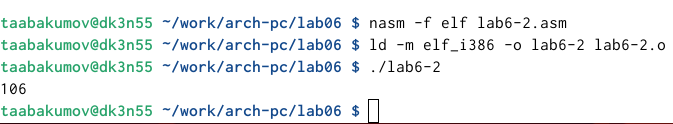 taabakumov@dk3n55 ~/work/arch-pc/lab06 $ nasm -f elf lab6-2.asm
taabakumov@dk3n55 ~/work/arch-pc/lab06 $ ld -m elf_i386 -o lab6-2 lab6-2.o
taabakumov@dk3n55 ~/work/arch-pc/lab06 $ ./lab6-2
106
taabakumov@dk3n55 ~/work/arch-pc/lab06 $